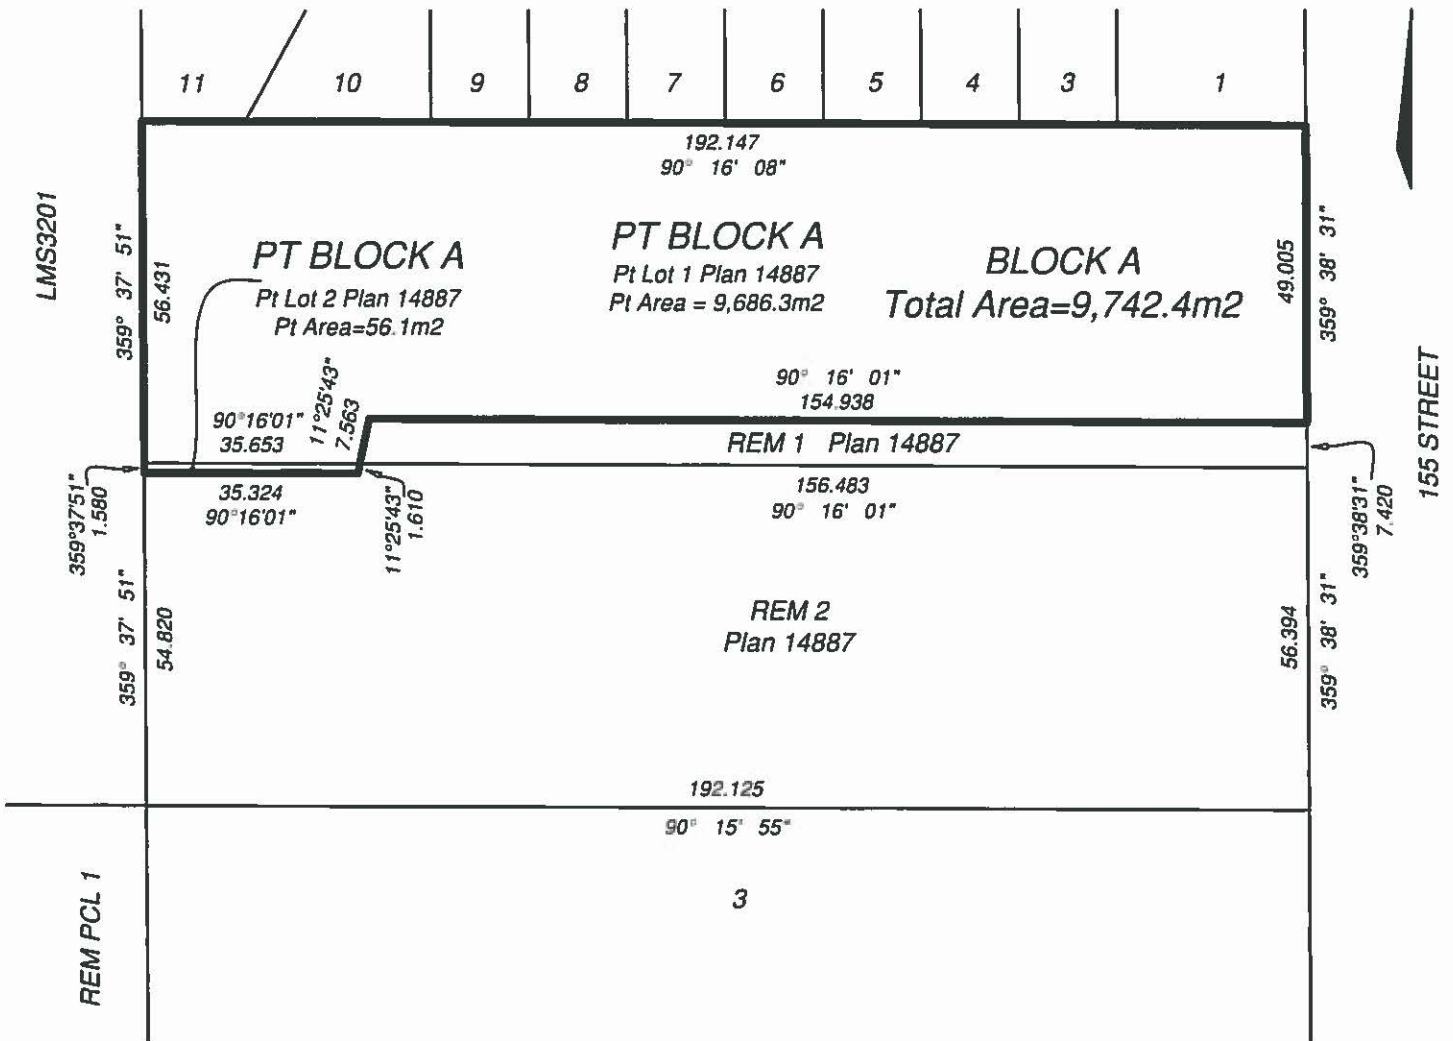 11
10
9
8
7
6
5
4
3
1
192.147
90° 16' 08"
LMS3201
359° 37' 51"
56.431
PT BLOCK A
Pt Lot 2 Plan 14887
Pt Area=56.1m2
PT BLOCK A
Pt Lot 1 Plan 14887
Pt Area = 9,686.3m2
BLOCK A
Total Area=9,742.4m2
49.005
359° 38' 31"
155 STREET
90°16'01"
35.653
11°25'43"
7.563
90° 16' 01"
154.938
REM 1 Plan 14887
359°37'51"
1.580
35.324
90°16'01"
11°25'43"
1.610
156.483
90° 16' 01"
359°38'31"
7.420
359° 37' 51"
54.820
REM 2
Plan 14887
56.394
359° 38' 31"
192.125
90° 15' 55"
REM PCL 1
3